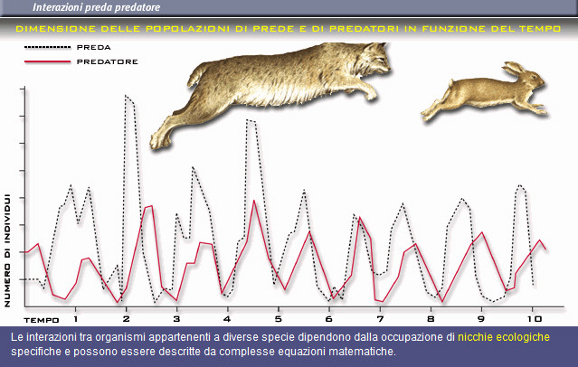 Interazioni preda predatore
DIMENSIONE DELLE POPOLAZIONI DI PREDE E DI PREDATORI IN FUNZIONE DEL TEMPO
PREDA
PREDATORE
NUMERO DI INDIVIDUI
TEMPO 1 2 3 4 5 6 7 8 9 10
Le interazioni tra organismi appartenenti a diverse specie dipendono dalla occupazione di nicchie ecologiche
specifiche e possono essere descritte da complesse equazioni matematiche.